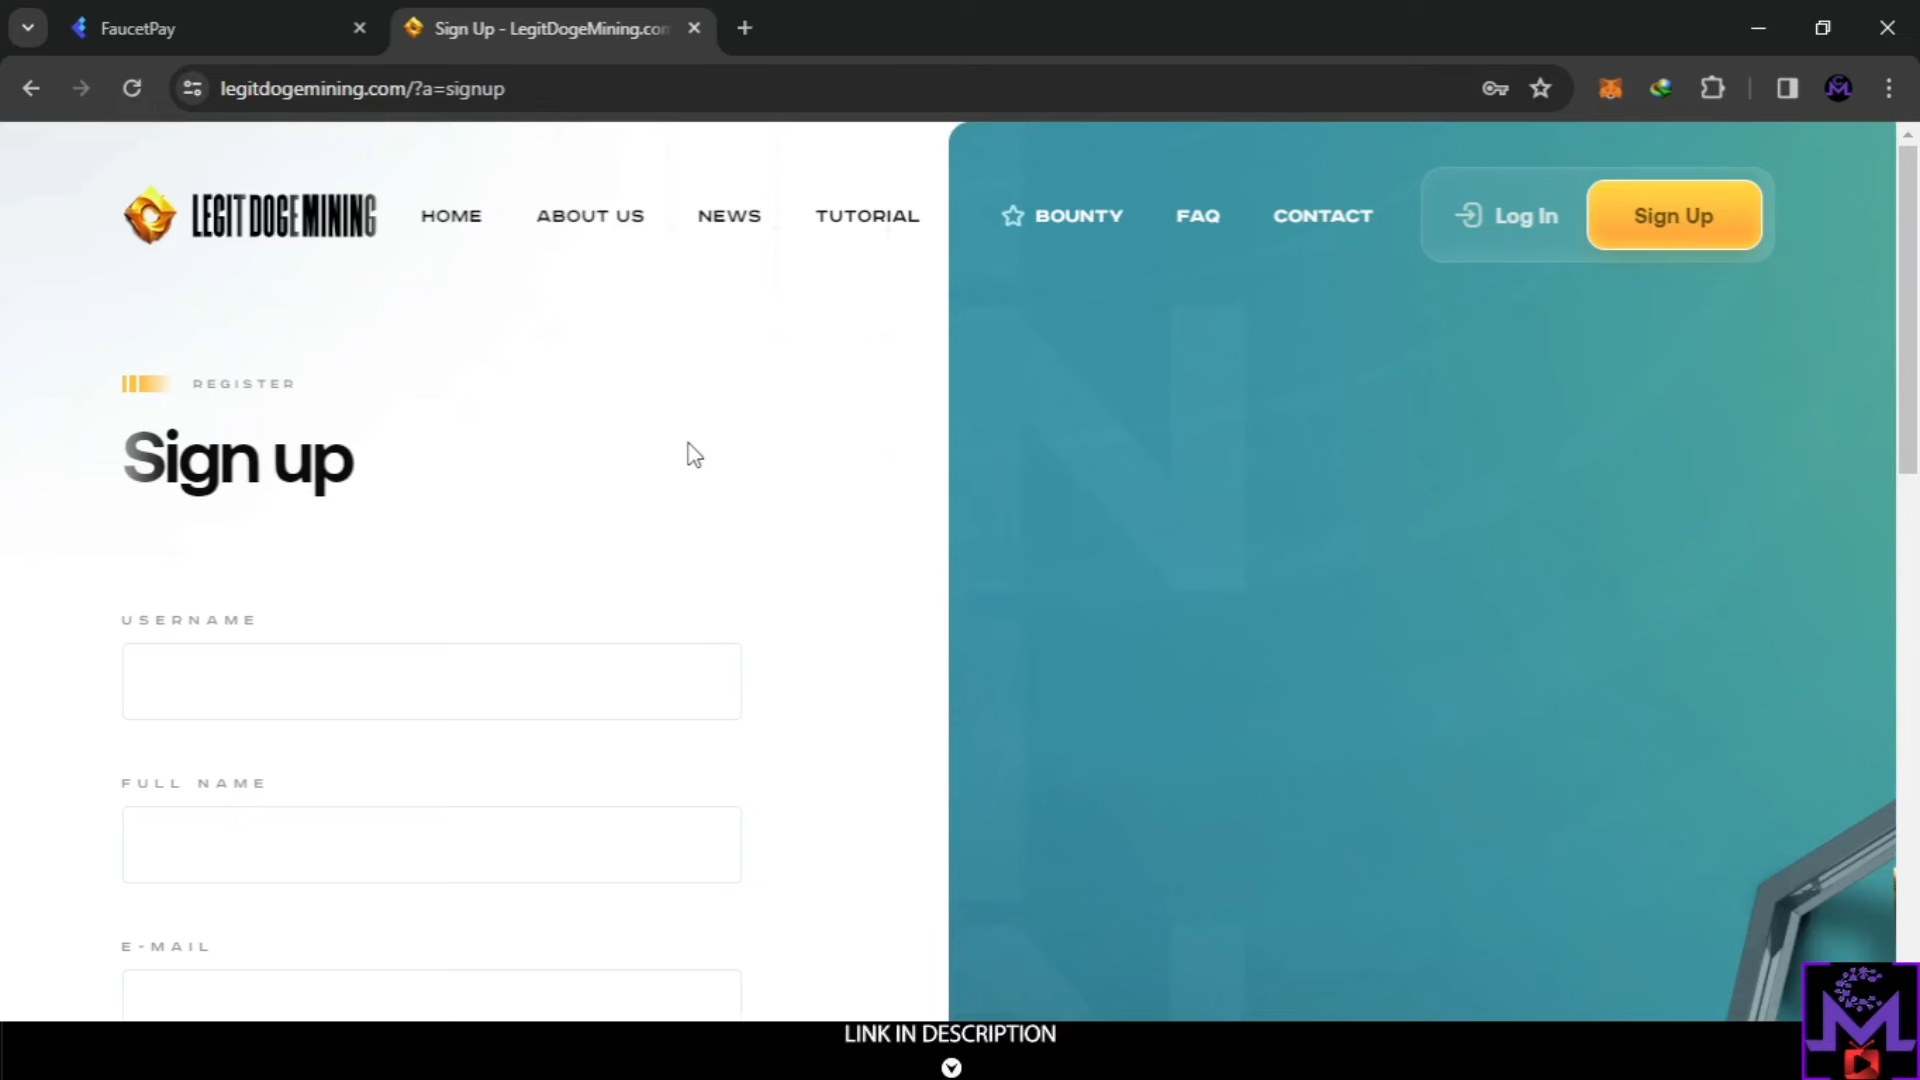 FaucetPay
Sign Up - LegitDogeMining.com
legitdogemining.com/?a=signup
LEGIT DOGE MINING
HOME
ABOUT US
NEWS
TUTORIAL
BOUNTY
FAQ
CONTACT
Log In
Sign Up
REGISTER
Sign up
USERNAME
FULL NAME
E-MAIL
LINK IN DESCRIPTION